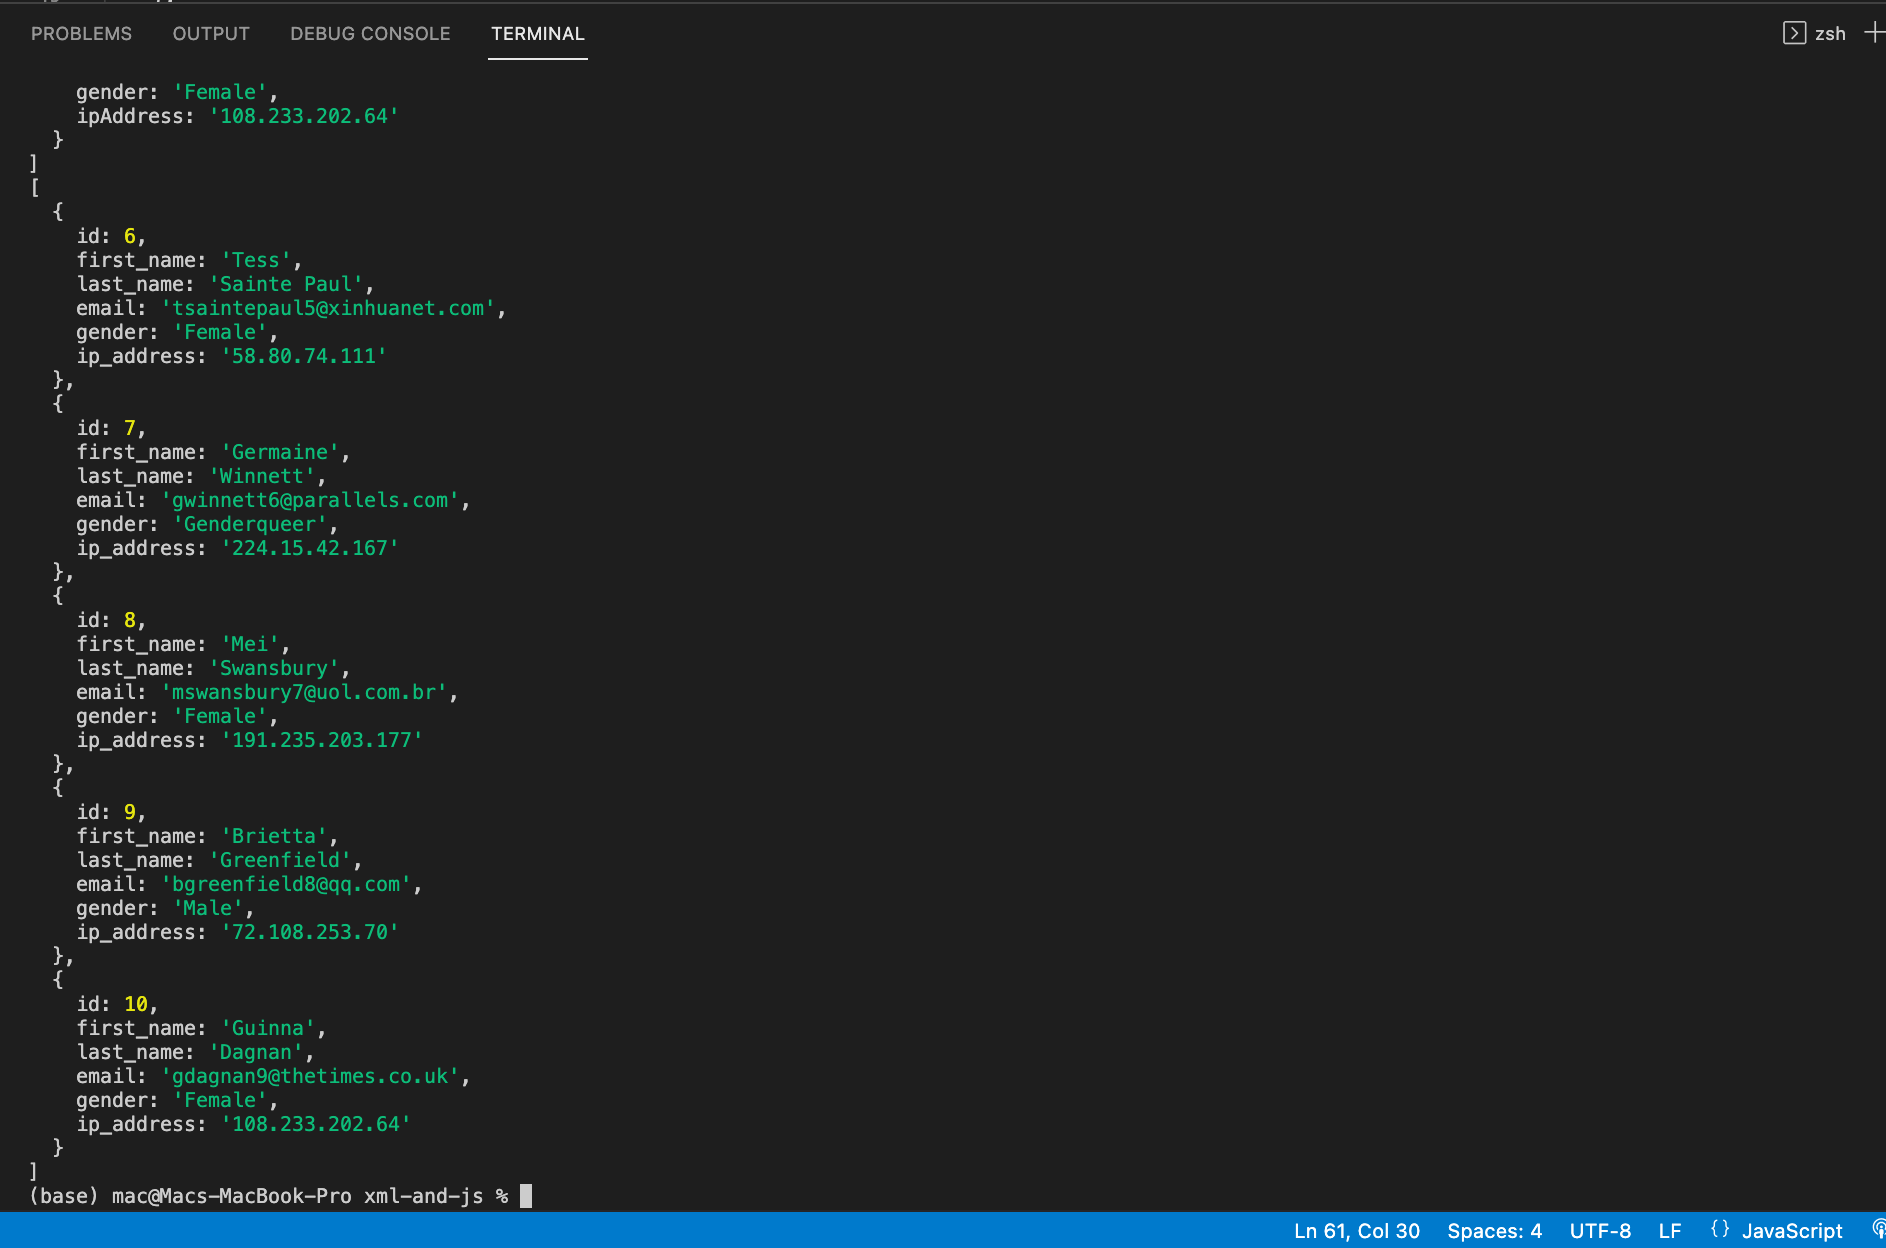 PROBLEMS OUTPUT DEBUG CONSOLE TERMINAL zsh
gender: 'Female',
ipAddress: '108.233.202.64'
}
]
[
{
id: 6,
first_name: 'Tess',
last_name: 'Sainte Paul',
email: 'tsaintepaul5@xinhuanet.com',
gender: 'Female',
ip_address: '58.80.74.111'
},
{
id: 7,
first_name: 'Germaine',
last_name: 'Winnett',
email: 'gwinnett6@parallels.com',
gender: 'Genderqueer',
ip_address: '224.15.42.167'
},
{
id: 8,
first_name: 'Mei',
last_name: 'Swansbury',
email: 'mswansbury7@uol.com.br',
gender: 'Female',
ip_address: '191.235.203.177'
},
{
id: 9,
first_name: 'Brietta',
last_name: 'Greenfield',
email: 'bgreenfield8@qq.com',
gender: 'Male',
ip_address: '72.108.253.70'
},
{
id: 10,
first_name: 'Guinna',
last_name: 'Dagnan',
email: 'gdagnan9@thetimes.co.uk',
gender: 'Female',
ip_address: '108.233.202.64'
}
]
(base) mac@Macs-MacBook-Pro xml-and-js %
Ln 61, Col 30 Spaces: 4 UTF-8 LF {} JavaScript